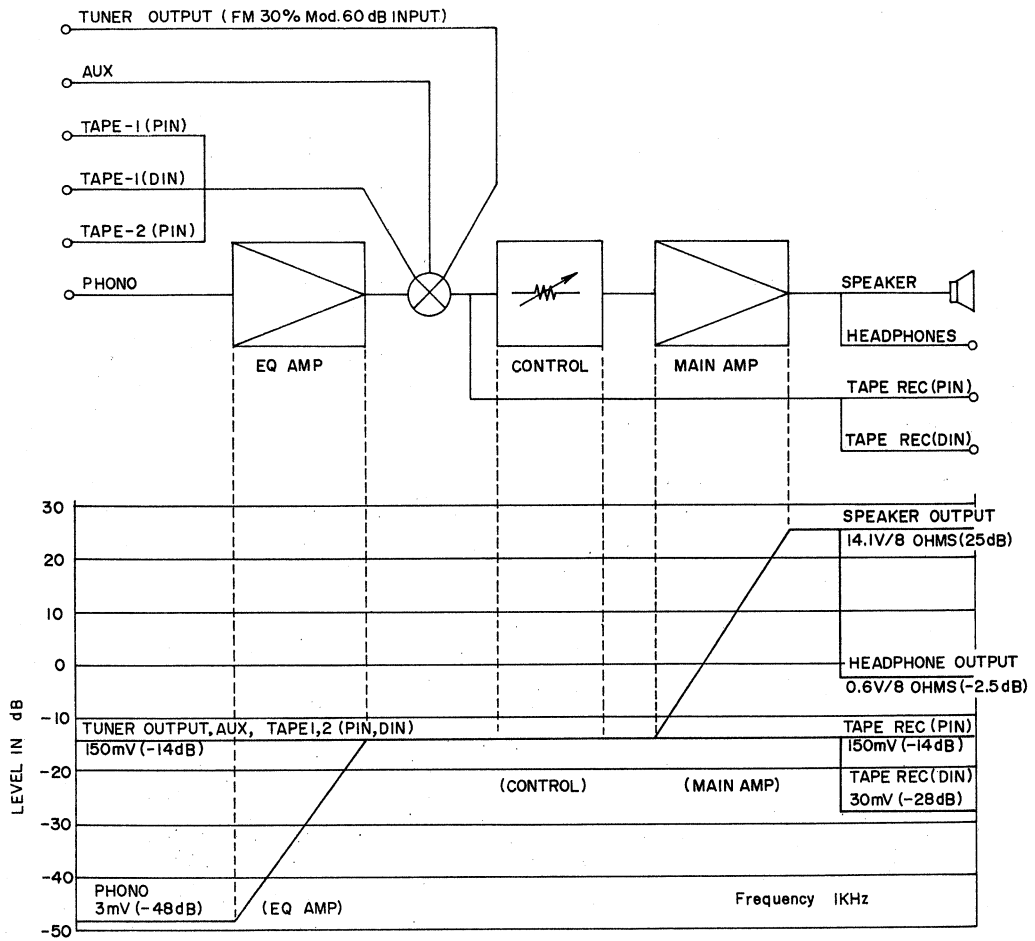 TUNER OUTPUT (FM 30% Mod. 60 dB INPUT)
AUX
TAPE-1 (PIN)
TAPE-1(DIN)
TAPE-2 (PIN)
PHONO
EQ AMP
CONTROL
MAIN AMP
SPEAKER
HEADPHONES
TAPE REC(PIN)
TAPE REC(DIN)
LEVEL IN dB
30
20
10
0
-10
-20
-30
-40
-50
SPEAKER OUTPUT
14.1V/8 OHMS(25dB)
HEADPHONE OUTPUT
0.6V/8 OHMS(-2.5dB)
TUNER OUTPUT, AUX, TAPE1,2 (PIN,DIN)
150mV (-14dB)
TAPE REC (PIN)
150mV(-14dB)
TAPE REC(DIN)
30mV (-28dB)
(CONTROL)
(MAIN AMP)
PHONO
3mV (-48dB)
(EQ AMP)
Frequency 1KHz